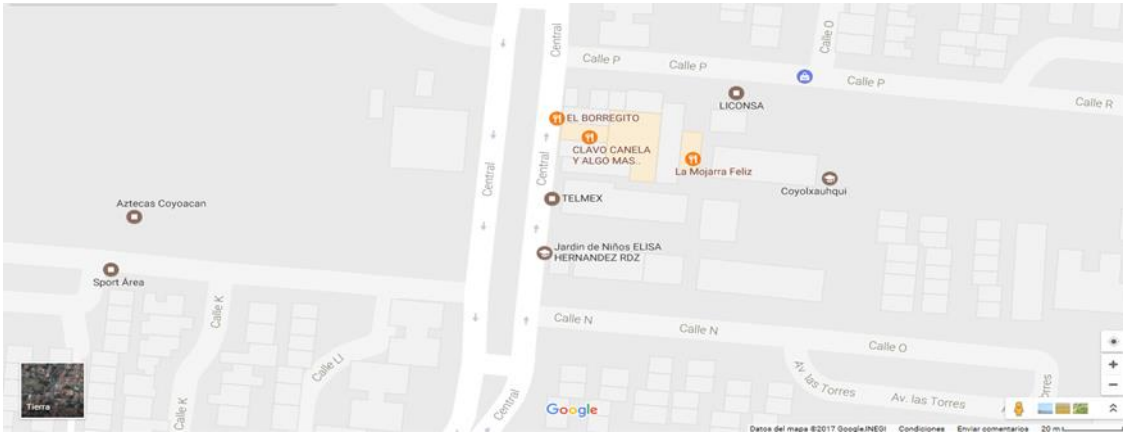 Central
Calle P
Calle P
Calle O
Calle P
Calle R
LICONSA
EL BORREGITO
CLAVO CANELA
Y ALGO MAS..
La Mojarra Feliz
Coyolxauhqui
Central
Central
TELMEX
Aztecas Coyoacan
Jardin de Niños ELISA
HERNANDEZ RDZ
Sport Área
Calle K
Calle N
Calle N
Calle O
Calle Ll
Calle K
Av. las Torres
Av. las Torres
Tierra
Central
Google
Datos del mapa ©2017 Google,INEGI Condiciones Enviar comentarios 20 m